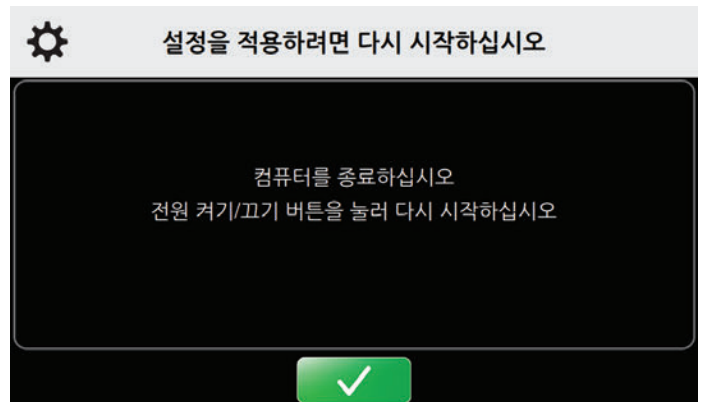 설정을 적용하려면 다시 시작하십시오
컴퓨터를 종료하십시오
전원 켜기/끄기 버튼을 눌러 다시 시작하십시오